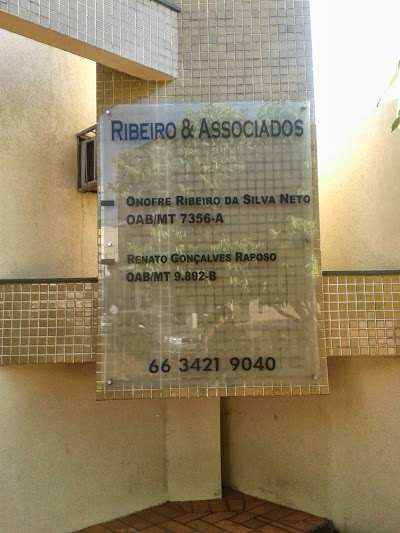 RIBEIRO & ASSOCIADOS
ONOFRE RIBEIRO DA SILVA NETO
OAB/MT 7356-A
RENATO GONÇALVES RAPOSO
OAB/MT 9.892-B
66 3421 9040